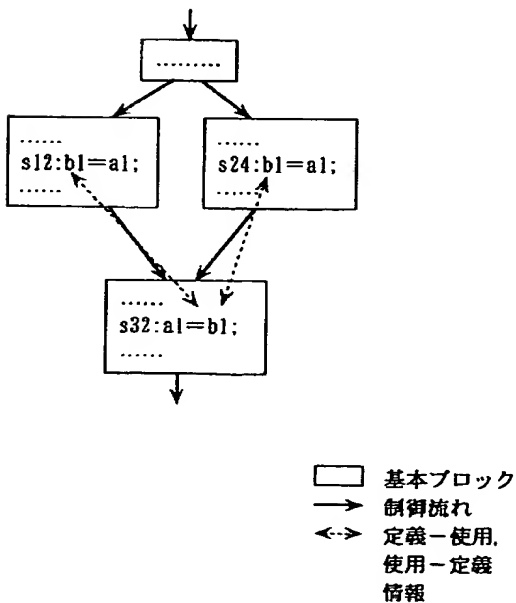 .........
......
s12:b1=a1;
......
......
s24:b1=a1;
......
......
s32:a1=b1;
......
基本ブロック
制御流れ
定義－使用,
使用－定義
情報